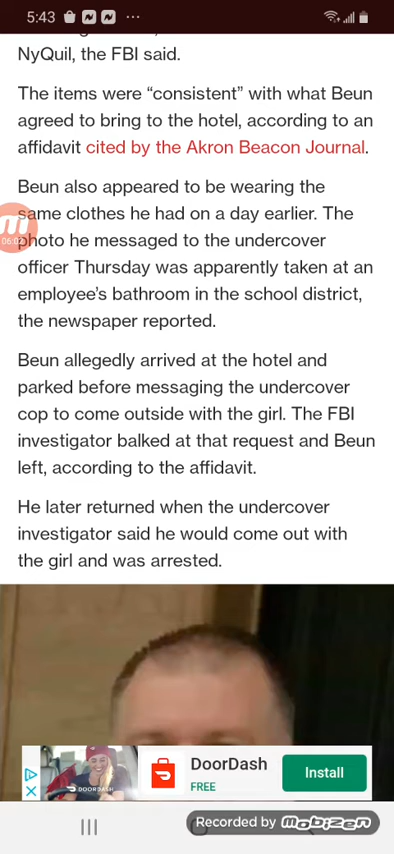 5:43
NyQuil, the FBI said.
The items were “consistent” with what Beun
agreed to bring to the hotel, according to an
affidavit cited by the Akron Beacon Journal.
Beun also appeared to be wearing the
same clothes he had on a day earlier. The
photo he messaged to the undercover
officer Thursday was apparently taken at an
employee’s bathroom in the school district,
the newspaper reported.
Beun allegedly arrived at the hotel and
parked before messaging the undercover
cop to come outside with the girl. The FBI
investigator balked at that request and Beun
left, according to the affidavit.
He later returned when the undercover
investigator said he would come out with
the girl and was arrested.
DOORDASH
DoorDash
FREE
Install
Recorded by mobizen